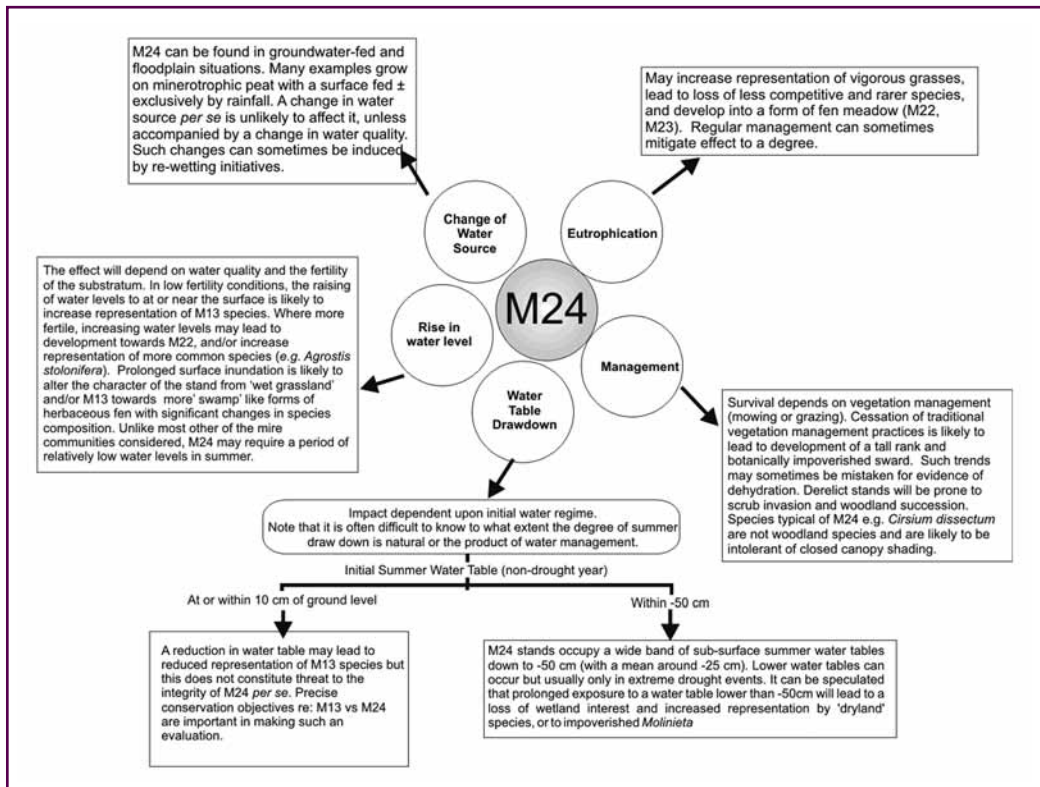 M24 can be found in groundwater-fed and
floodplain situations. Many examples grow
on minerotrophic peat with a surface fed ±
exclusively by rainfall. A change in water
source per se is unlikely to affect it, unless
accompanied by a change in water quality.
Such changes can sometimes be induced
by re-wetting initiatives.
May increase representation of vigorous grasses,
lead to loss of less competitive and rarer species,
and develop into a form of fen meadow (M22,
M23). Regular management can sometimes
mitigate effect to a degree.
Change of
Water
Source
Eutrophication
M24
Rise in
water level
Management
Water
Table
Drawdown
The effect will depend on water quality and the fertility
of the substratum. In low fertility conditions, the raising
of water levels to at or near the surface is likely to
increase representation of M13 species. Where more
fertile, increasing water levels may lead to
development towards M22, and/or increase
representation of more common species (e.g. Agrostis
stolonifera). Prolonged surface inundation is likely to
alter the character of the stand from 'wet grassland'
and/or M13 towards more' swamp' like forms of
herbaceous fen with significant changes in species
composition. Unlike most other of the mire
communities considered, M24 may require a period of
relatively low water levels in summer.
Survival depends on vegetation management
(mowing or grazing). Cessation of traditional
vegetation management practices is likely to
lead to development of a tall rank and
botanically impoverished sward. Such trends
may sometimes be mistaken for evidence of
dehydration. Derelict stands will be prone to
scrub invasion and woodland succession.
Species typical of M24 e.g. Cirsium dissectum
are not woodland species and are likely to be
intolerant of closed canopy shading.
Impact dependent upon initial water regime.
Note that it is often difficult to know to what extent the degree of summer
draw down is natural or the product of water management.
Initial Summer Water Table (non-drought year)
At or within 10 cm of ground level
Within -50 cm
A reduction in water table may lead to
reduced representation of M13 species but
this does not constitute threat to the
integrity of M24 per se. Precise
conservation objectives re: M13 vs M24
are important in making such an
evaluation.
M24 stands occupy a wide band of sub-surface summer water tables
down to -50 cm (with a mean around -25 cm). Lower water tables can
occur but usually only in extreme drought events. It can be speculated
that prolonged exposure to a water table lower than -50cm will lead to a
loss of wetland interest and increased representation by 'dryland'
species, or to impoverished Molinieta